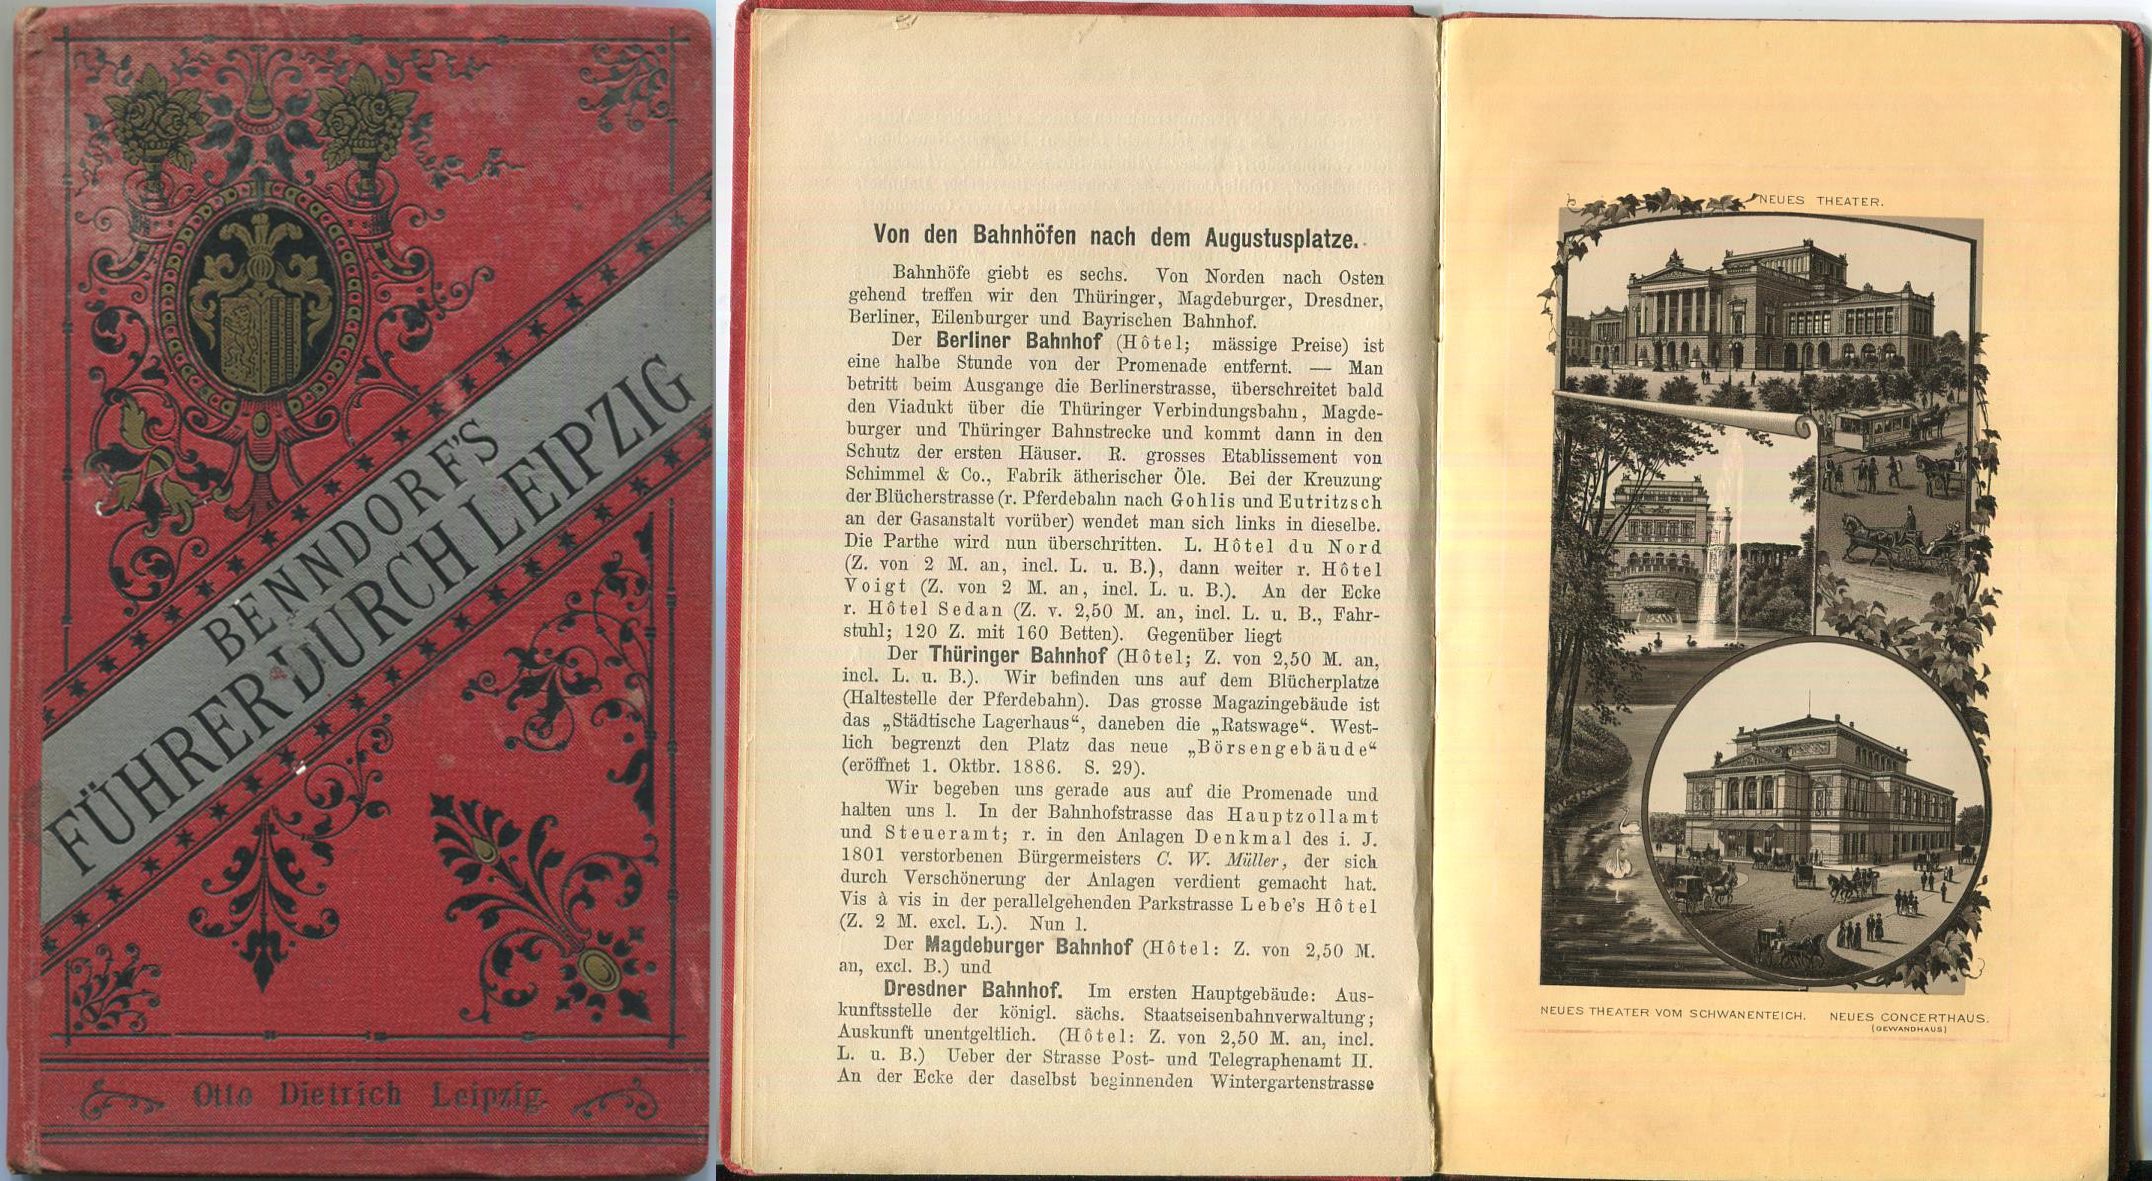 BENNDORF'S
FÜHRER DURCH LEIPZIG
Otto Dietrich Leipzig.
Von den Bahnhöfen nach dem Augustusplatze.
Bahnhöfe giebt es sechs. Von Norden nach Osten
gehend treffen wir den Thüringer, Magdeburger, Dresdner,
Berliner, Eilenburger und Bayrischen Bahnhof.
Der Berliner Bahnhof (Hôtel; mässige Preise) ist
eine halbe Stunde von der Promenade entfernt. — Man
betritt beim Ausgange die Berlinerstrasse, überschreitet bald
den Viadukt über die Thüringer Verbindungsbahn, Magde-
burger und Thüringer Bahnstrecke und kommt dann in den
Schutz der ersten Häuser. R. grosses Etablissement von
Schimmel & Co., Fabrik ätherischer Öle. Bei der Kreuzung
der Blücherstrasse (r. Pferdebahn nach Gohlis und Eutritzsch
an der Gasanstalt vorüber) wendet man sich links in dieselbe.
Die Parthe wird nun überschritten. L. Hôtel du Nord
(Z. von 2 M. an, incl. L. u. B.), dann weiter r. Hôtel
Voigt (Z. von 2 M. an, incl. L. u. B.). An der Ecke
r. Hôtel Sedan (Z. v. 2,50 M. an, incl. L. u. B., Fahr-
stuhl; 120 Z. mit 160 Betten). Gegenüber liegt
Der Thüringer Bahnhof (Hôtel; Z. von 2,50 M. an,
incl. L. u. B.). Wir befinden uns auf dem Blücherplatze
(Haltestelle der Pferdebahn). Das grosse Magazingebäude ist
das „Städtische Lagerhaus“, daneben die „Ratswage“. West-
lich begrenzt den Platz das neue „Börsengebäude“
(eröffnet 1. Oktbr. 1886. S. 29).
Wir begeben uns gerade aus auf die Promenade und
halten uns l. In der Bahnhofstrasse das Hauptzollamt
und Steueramt; r. in den Anlagen Denkmal des i. J.
1801 verstorbenen Bürgermeisters C. W. Müller, der sich
durch Verschönerung der Anlagen verdient gemacht hat.
Vis à vis in der perallelgehenden Parkstrasse Lebe's Hôtel
(Z. 2 M. excl. L.). Nun l.
Der Magdeburger Bahnhof (Hôtel: Z. von 2,50 M.
an, excl. B.) und
Dresdner Bahnhof. Im ersten Hauptgebäude: Aus-
kunftsstelle der königl. sächs. Staatseisenbahnverwaltung;
Auskunft unentgeltlich. (Hôtel: Z. von 2,50 M. an, incl.
L. u. B.) Ueber der Strasse Post- und Telegraphenamt II.
An der Ecke der daselbst beginnenden Wintergartenstrasse
NEUES THEATER.
NEUES THEATER VOM SCHWANENTEICH. NEUES CONCERTHAUS.
(GEWANDHAUS)